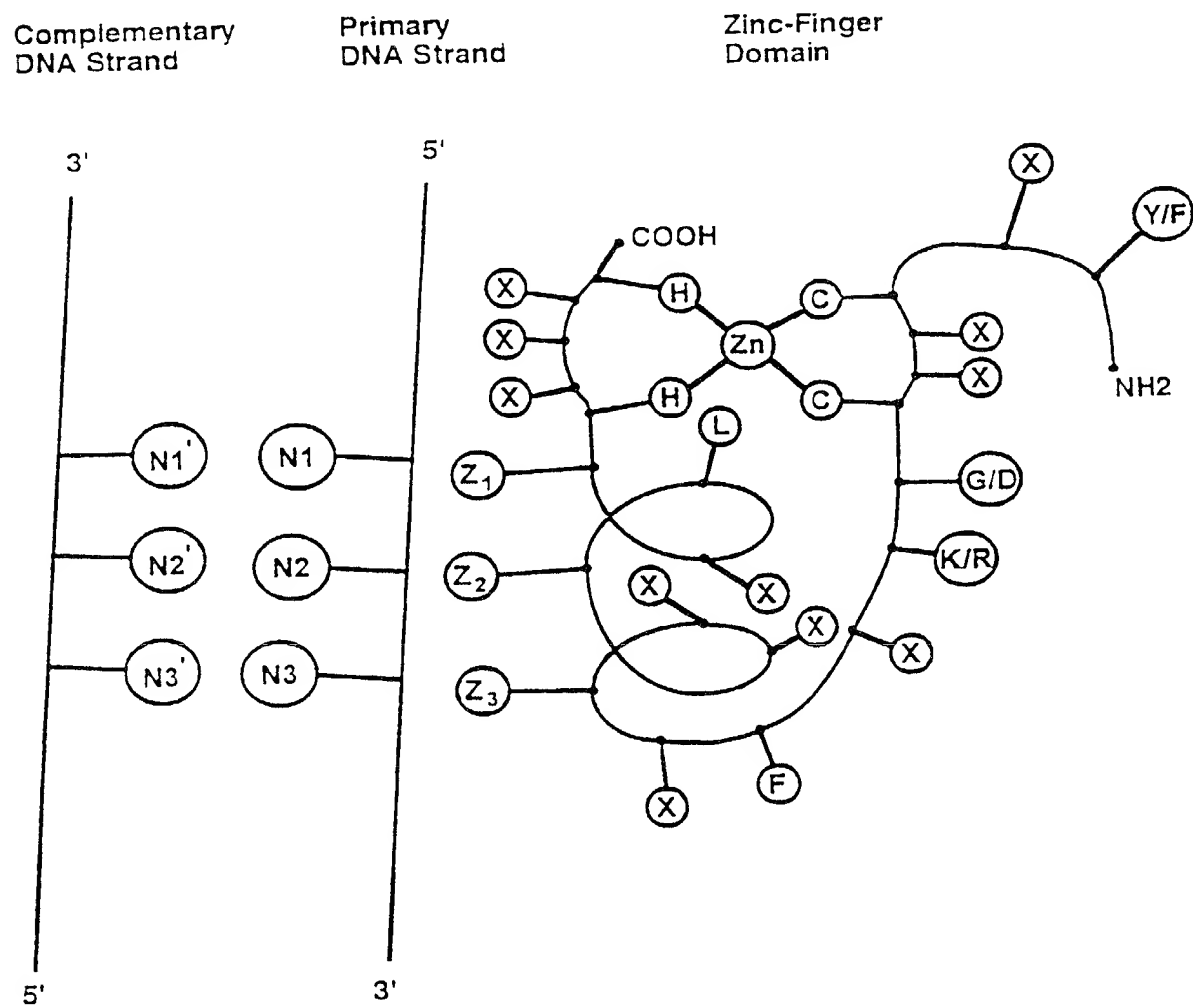 Complementary
DNA Strand
Primary
DNA Strand
Zinc-Finger
Domain
3'
5'
X
Y/F
COOH
X
H
C
X
X
Zn
X
X
H
C
X
NH2
L
N1'
N1
Z1
G/D
N2'
N2
Z2
X
X
K/R
X
X
N3'
N3
Z3
X
F
5'
3'